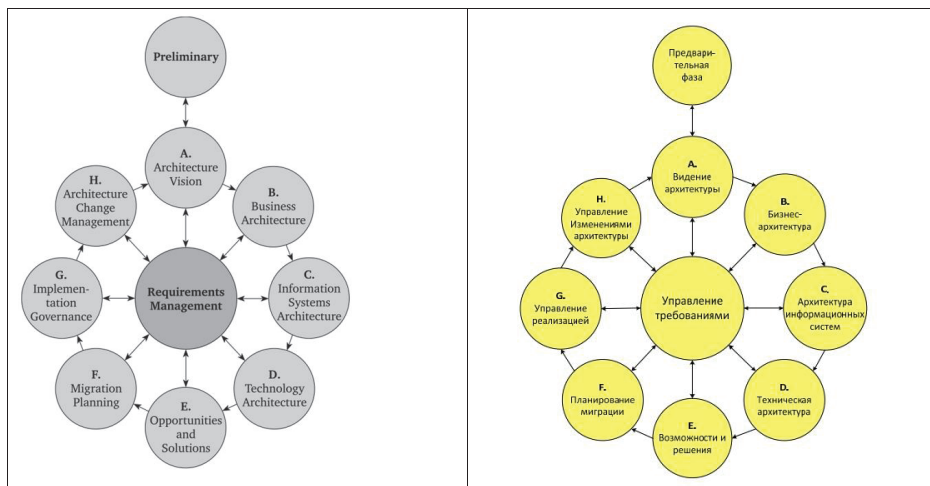 Preliminary
A.
Architecture
Vision
B.
Business
Architecture
C.
Information
Systems
Architecture
D.
Technology
Architecture
E.
Opportunities
and
Solutions
F.
Migration
Planning
G.
Implemen-
tation
Governance
H.
Architecture
Change
Management
Requirements
Management
Предвари-
тельная
фаза
A.
Видение
архитектуры
B.
Бизнес-
архитектура
C.
Архитектура
информационных
систем
D.
Техническая
архитектура
E.
Возможности и
решения
F.
Планирование
миграции
G.
Управление
реализацией
H.
Управление
Изменениями
архитектуры
Управление
требованиями